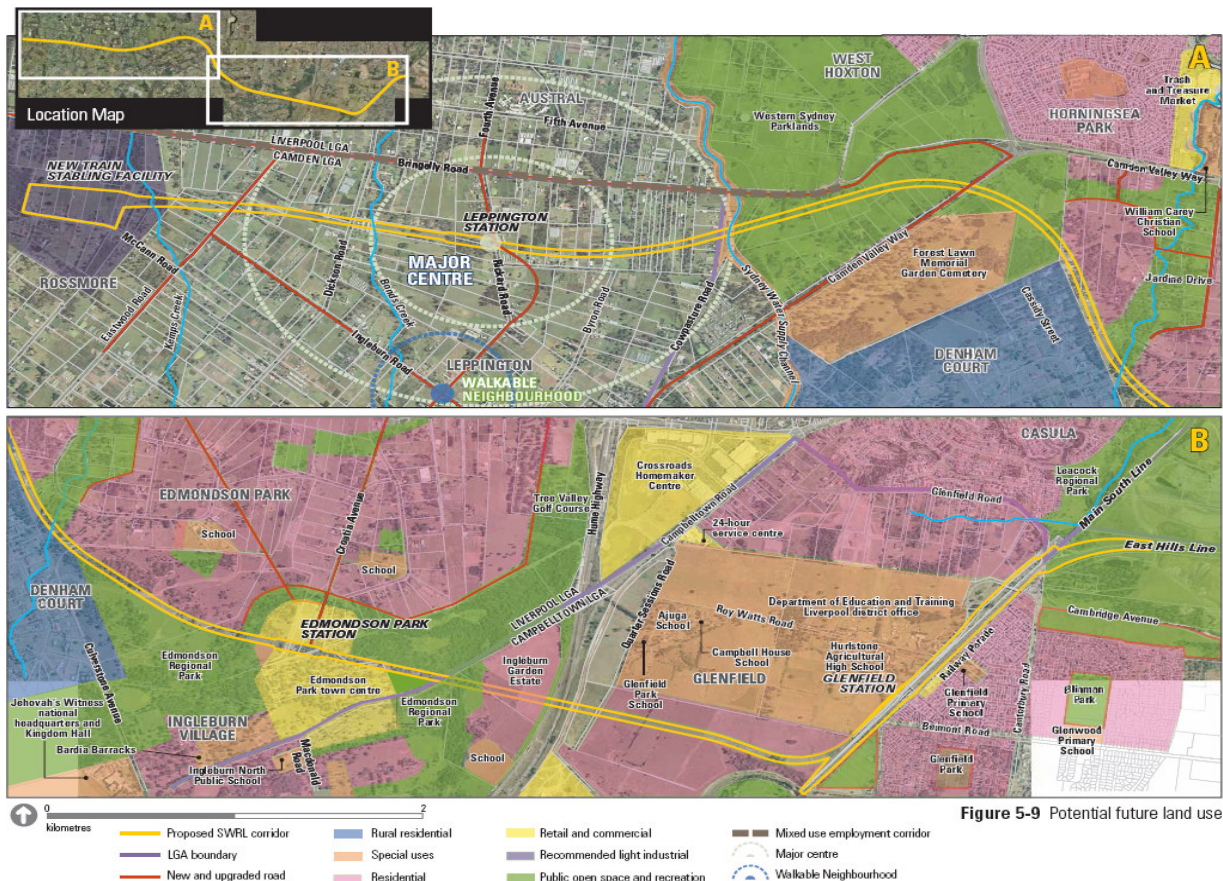 A
B
Location Map
A
WEST
HOXTON
Western Sydney
Parklands
HORNINGSEA
PARK
Trash
and Treasure
Market
Camden Valley Way
William Carey
Christian
School
Jardine Drive
AUSTRAL
Fifth Avenue
Fourth Avenue
LIVERPOOL LGA
CAMDEN LGA
Bringelly Road
NEW TRAIN
STABLING FACILITY
LEPPINGTON
STATION
MAJOR
CENTRE
Rickard Road
Dickson Road
Bonds Creek
Byron Road
Cowpasture Road
Sydney Water Supply Channel
Camden Valley Way
Forest Lawn
Memorial
Garden Cemetery
Cassidy Street
DENHAM
COURT
McCann Road
ROSSMORE
Eastwood Road
Kemps Creek
Ingleburn Road
LEPPINGTON
WALKABLE
NEIGHBOURHOOD
B
CASULA
Leacock
Regional
Park
Main South Line
East Hills Line
Glenfield Road
Crossroads
Homemaker
Centre
Campbelltown Road
24-hour
service centre
Tree Valley
Golf Course
Hume Highway
EDMONDSON PARK
School
Croatia Avenue
School
DENHAM
COURT
EDMONDSON PARK
STATION
LIVERPOOL LGA
CAMPBELLTOWN LGA
Quarter Sessions Road
Ajuga
School
Roy Watts Road
Department of Education and Training
Liverpool district office
Campbell House
School
Hurlstone
Agricultural
High School
GLENFIELD
STATION
GLENFIELD
Glenfield
Park
School
Railway Parade
Cambridge Avenue
Glenfield
Primary
School
Canterbury Road
Blinman
Park
Glenwood
Primary
School
Belmont Road
Glenfield
Park
Culverstone Avenue
Edmondson
Regional
Park
Edmondson
Park town centre
Edmondson
Regional
Park
Ingleburn
Garden
Estate
School
Jehovah's Witness
national
headquarters and
Kingdom Hall
INGLEBURN
VILLAGE
Bardia Barracks
Ingleburn North
Public School
Macdonald
Road
0
2
kilometres
Figure 5-9 Potential future land use
Proposed SWRL corridor
LGA boundary
New and upgraded road
Rural residential
Special uses
Residential
Retail and commercial
Recommended light industrial
Public open space and recreation
Mixed use employment corridor
Major centre
Walkable Neighbourhood